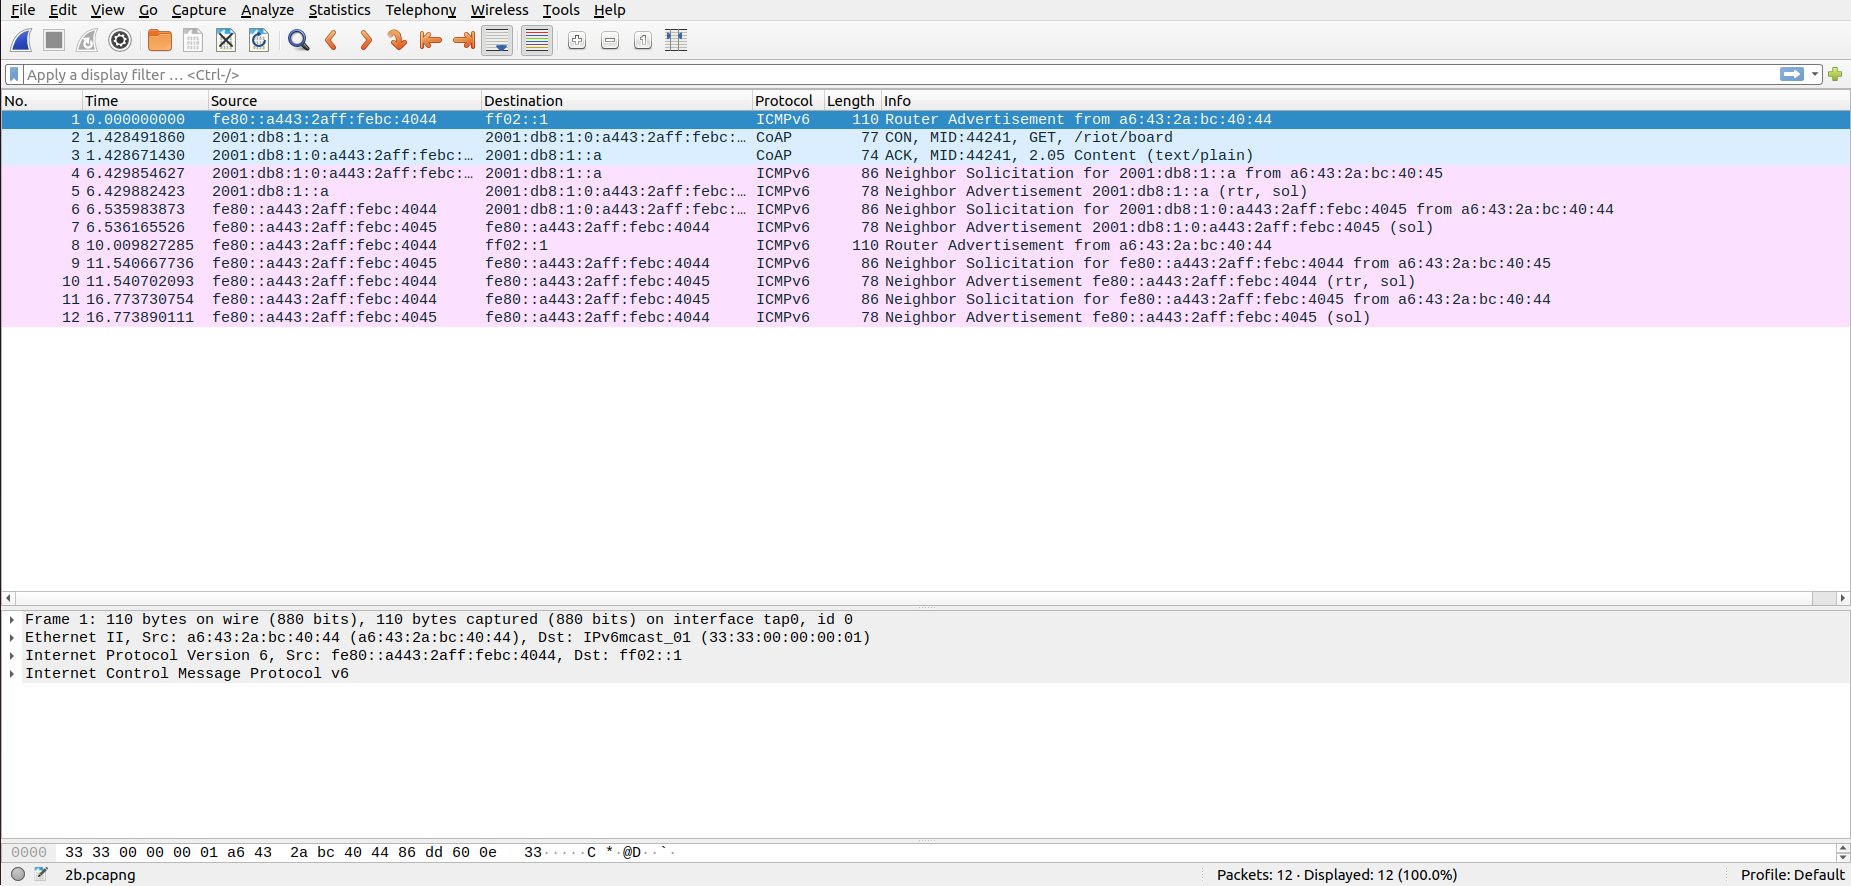 File Edit View Go Capture Analyze Statistics Telephony Wireless Tools Help
Apply a display filter … <Ctrl-/>
No. Time Source Destination Protocol Length Info
1 0.000000000 fe80::a443:2aff:febc:4044 ff02::1 ICMPv6 110 Router Advertisement from a6:43:2a:bc:40:44
2 1.428491860 2001:db8:1::a 2001:db8:1:0:a443:2aff:febc:… CoAP 77 CON, MID:44241, GET, /riot/board
3 1.428671430 2001:db8:1:0:a443:2aff:febc:… 2001:db8:1::a CoAP 74 ACK, MID:44241, 2.05 Content (text/plain)
4 6.429854627 2001:db8:1:0:a443:2aff:febc:… 2001:db8:1::a ICMPv6 86 Neighbor Solicitation for 2001:db8:1::a from a6:43:2a:bc:40:45
5 6.429882423 2001:db8:1::a 2001:db8:1:0:a443:2aff:febc:… ICMPv6 78 Neighbor Advertisement 2001:db8:1::a (rtr, sol)
6 6.535983873 fe80::a443:2aff:febc:4044 2001:db8:1:0:a443:2aff:febc:… ICMPv6 86 Neighbor Solicitation for 2001:db8:1:0:a443:2aff:febc:4045 from a6:43:2a:bc:40:44
7 6.536165526 fe80::a443:2aff:febc:4045 fe80::a443:2aff:febc:4044 ICMPv6 78 Neighbor Advertisement 2001:db8:1:0:a443:2aff:febc:4045 (sol)
8 10.009827285 fe80::a443:2aff:febc:4044 ff02::1 ICMPv6 110 Router Advertisement from a6:43:2a:bc:40:44
9 11.540667736 fe80::a443:2aff:febc:4045 fe80::a443:2aff:febc:4044 ICMPv6 86 Neighbor Solicitation for fe80::a443:2aff:febc:4044 from a6:43:2a:bc:40:45
10 11.540702093 fe80::a443:2aff:febc:4044 fe80::a443:2aff:febc:4045 ICMPv6 78 Neighbor Advertisement fe80::a443:2aff:febc:4044 (rtr, sol)
11 16.773730754 fe80::a443:2aff:febc:4044 fe80::a443:2aff:febc:4045 ICMPv6 86 Neighbor Solicitation for fe80::a443:2aff:febc:4045 from a6:43:2a:bc:40:44
12 16.773890111 fe80::a443:2aff:febc:4045 fe80::a443:2aff:febc:4044 ICMPv6 78 Neighbor Advertisement fe80::a443:2aff:febc:4045 (sol)
Frame 1: 110 bytes on wire (880 bits), 110 bytes captured (880 bits) on interface tap0, id 0
Ethernet II, Src: a6:43:2a:bc:40:44 (a6:43:2a:bc:40:44), Dst: IPv6mcast_01 (33:33:00:00:00:01)
Internet Protocol Version 6, Src: fe80::a443:2aff:febc:4044, Dst: ff02::1
Internet Control Message Protocol v6
0000 33 33 00 00 00 01 a6 43 2a bc 40 44 86 dd 60 0e 33·····C *·@D··`·
2b.pcapng Packets: 12 · Displayed: 12 (100.0%) Profile: Default